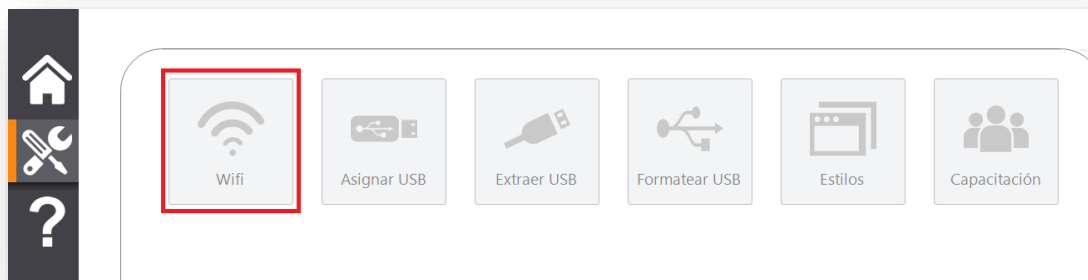 Wifi
Asignar USB
Extraer USB
Formatear USB
Estilos
Capacitación
?